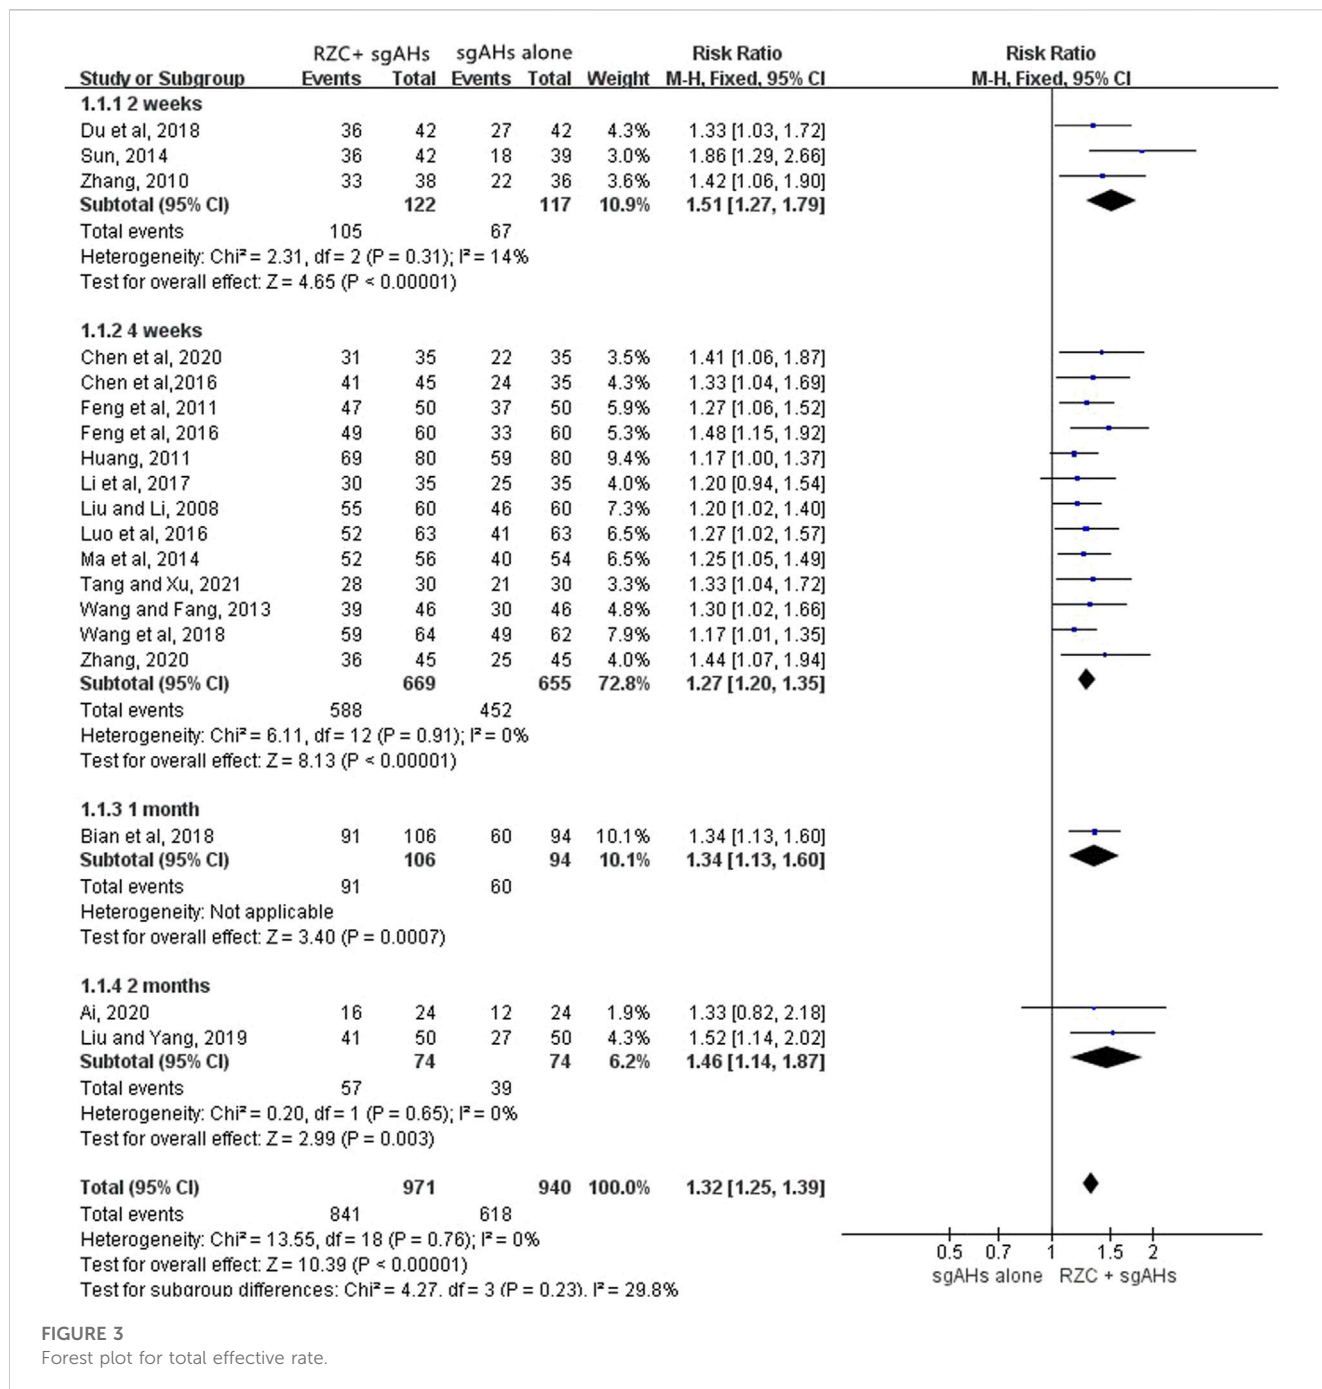 RZC+ sgAHs sgAHs alone Risk Ratio Risk Ratio
Study or Subgroup Events Total Events Total Weight M-H, Fixed, 95% CI M-H, Fixed, 95% CI
1.1.1 2 weeks
Du et al, 2018 36 42 27 42 4.3% 1.33 [1.03, 1.72]
Sun, 2014 36 42 18 39 3.0% 1.86 [1.29, 2.66]
Zhang, 2010 33 38 22 36 3.6% 1.42 [1.06, 1.90]
Subtotal (95% CI) 122 117 10.9% 1.51 [1.27, 1.79]
Total events 105 67
Heterogeneity: Chi² = 2.31, df = 2 (P = 0.31); I² = 14%
Test for overall effect: Z = 4.65 (P < 0.00001)
1.1.2 4 weeks
Chen et al, 2020 31 35 22 35 3.5% 1.41 [1.06, 1.87]
Chen et al,2016 41 45 24 35 4.3% 1.33 [1.04, 1.69]
Feng et al, 2011 47 50 37 50 5.9% 1.27 [1.06, 1.52]
Feng et al, 2016 49 60 33 60 5.3% 1.48 [1.15, 1.92]
Huang, 2011 69 80 59 80 9.4% 1.17 [1.00, 1.37]
Li et al, 2017 30 35 25 35 4.0% 1.20 [0.94, 1.54]
Liu and Li, 2008 55 60 46 60 7.3% 1.20 [1.02, 1.40]
Luo et al, 2016 52 63 41 63 6.5% 1.27 [1.02, 1.57]
Ma et al, 2014 52 56 40 54 6.5% 1.25 [1.05, 1.49]
Tang and Xu, 2021 28 30 21 30 3.3% 1.33 [1.04, 1.72]
Wang and Fang, 2013 39 46 30 46 4.8% 1.30 [1.02, 1.66]
Wang et al, 2018 59 64 49 62 7.9% 1.17 [1.01, 1.35]
Zhang, 2020 36 45 25 45 4.0% 1.44 [1.07, 1.94]
Subtotal (95% CI) 669 655 72.8% 1.27 [1.20, 1.35]
Total events 588 452
Heterogeneity: Chi² = 6.11, df = 12 (P = 0.91); I² = 0%
Test for overall effect: Z = 8.13 (P < 0.00001)
1.1.3 1 month
Bian et al, 2018 91 106 60 94 10.1% 1.34 [1.13, 1.60]
Subtotal (95% CI) 106 94 10.1% 1.34 [1.13, 1.60]
Total events 91 60
Heterogeneity: Not applicable
Test for overall effect: Z = 3.40 (P = 0.0007)
1.1.4 2 months
Ai, 2020 16 24 12 24 1.9% 1.33 [0.82, 2.18]
Liu and Yang, 2019 41 50 27 50 4.3% 1.52 [1.14, 2.02]
Subtotal (95% CI) 74 74 6.2% 1.46 [1.14, 1.87]
Total events 57 39
Heterogeneity: Chi² = 0.20, df = 1 (P = 0.65); I² = 0%
Test for overall effect: Z = 2.99 (P = 0.003)
Total (95% CI) 971 940 100.0% 1.32 [1.25, 1.39]
Total events 841 618
Heterogeneity: Chi² = 13.55, df = 18 (P = 0.76); I² = 0%
Test for overall effect: Z = 10.39 (P < 0.00001)
Test for subgroup differences: Chi² = 4.27, df = 3 (P = 0.23), I² = 29.8%
0.5 0.7 1 1.5 2
sgAHs alone RZC + sgAHs
FIGURE 3
Forest plot for total effective rate.